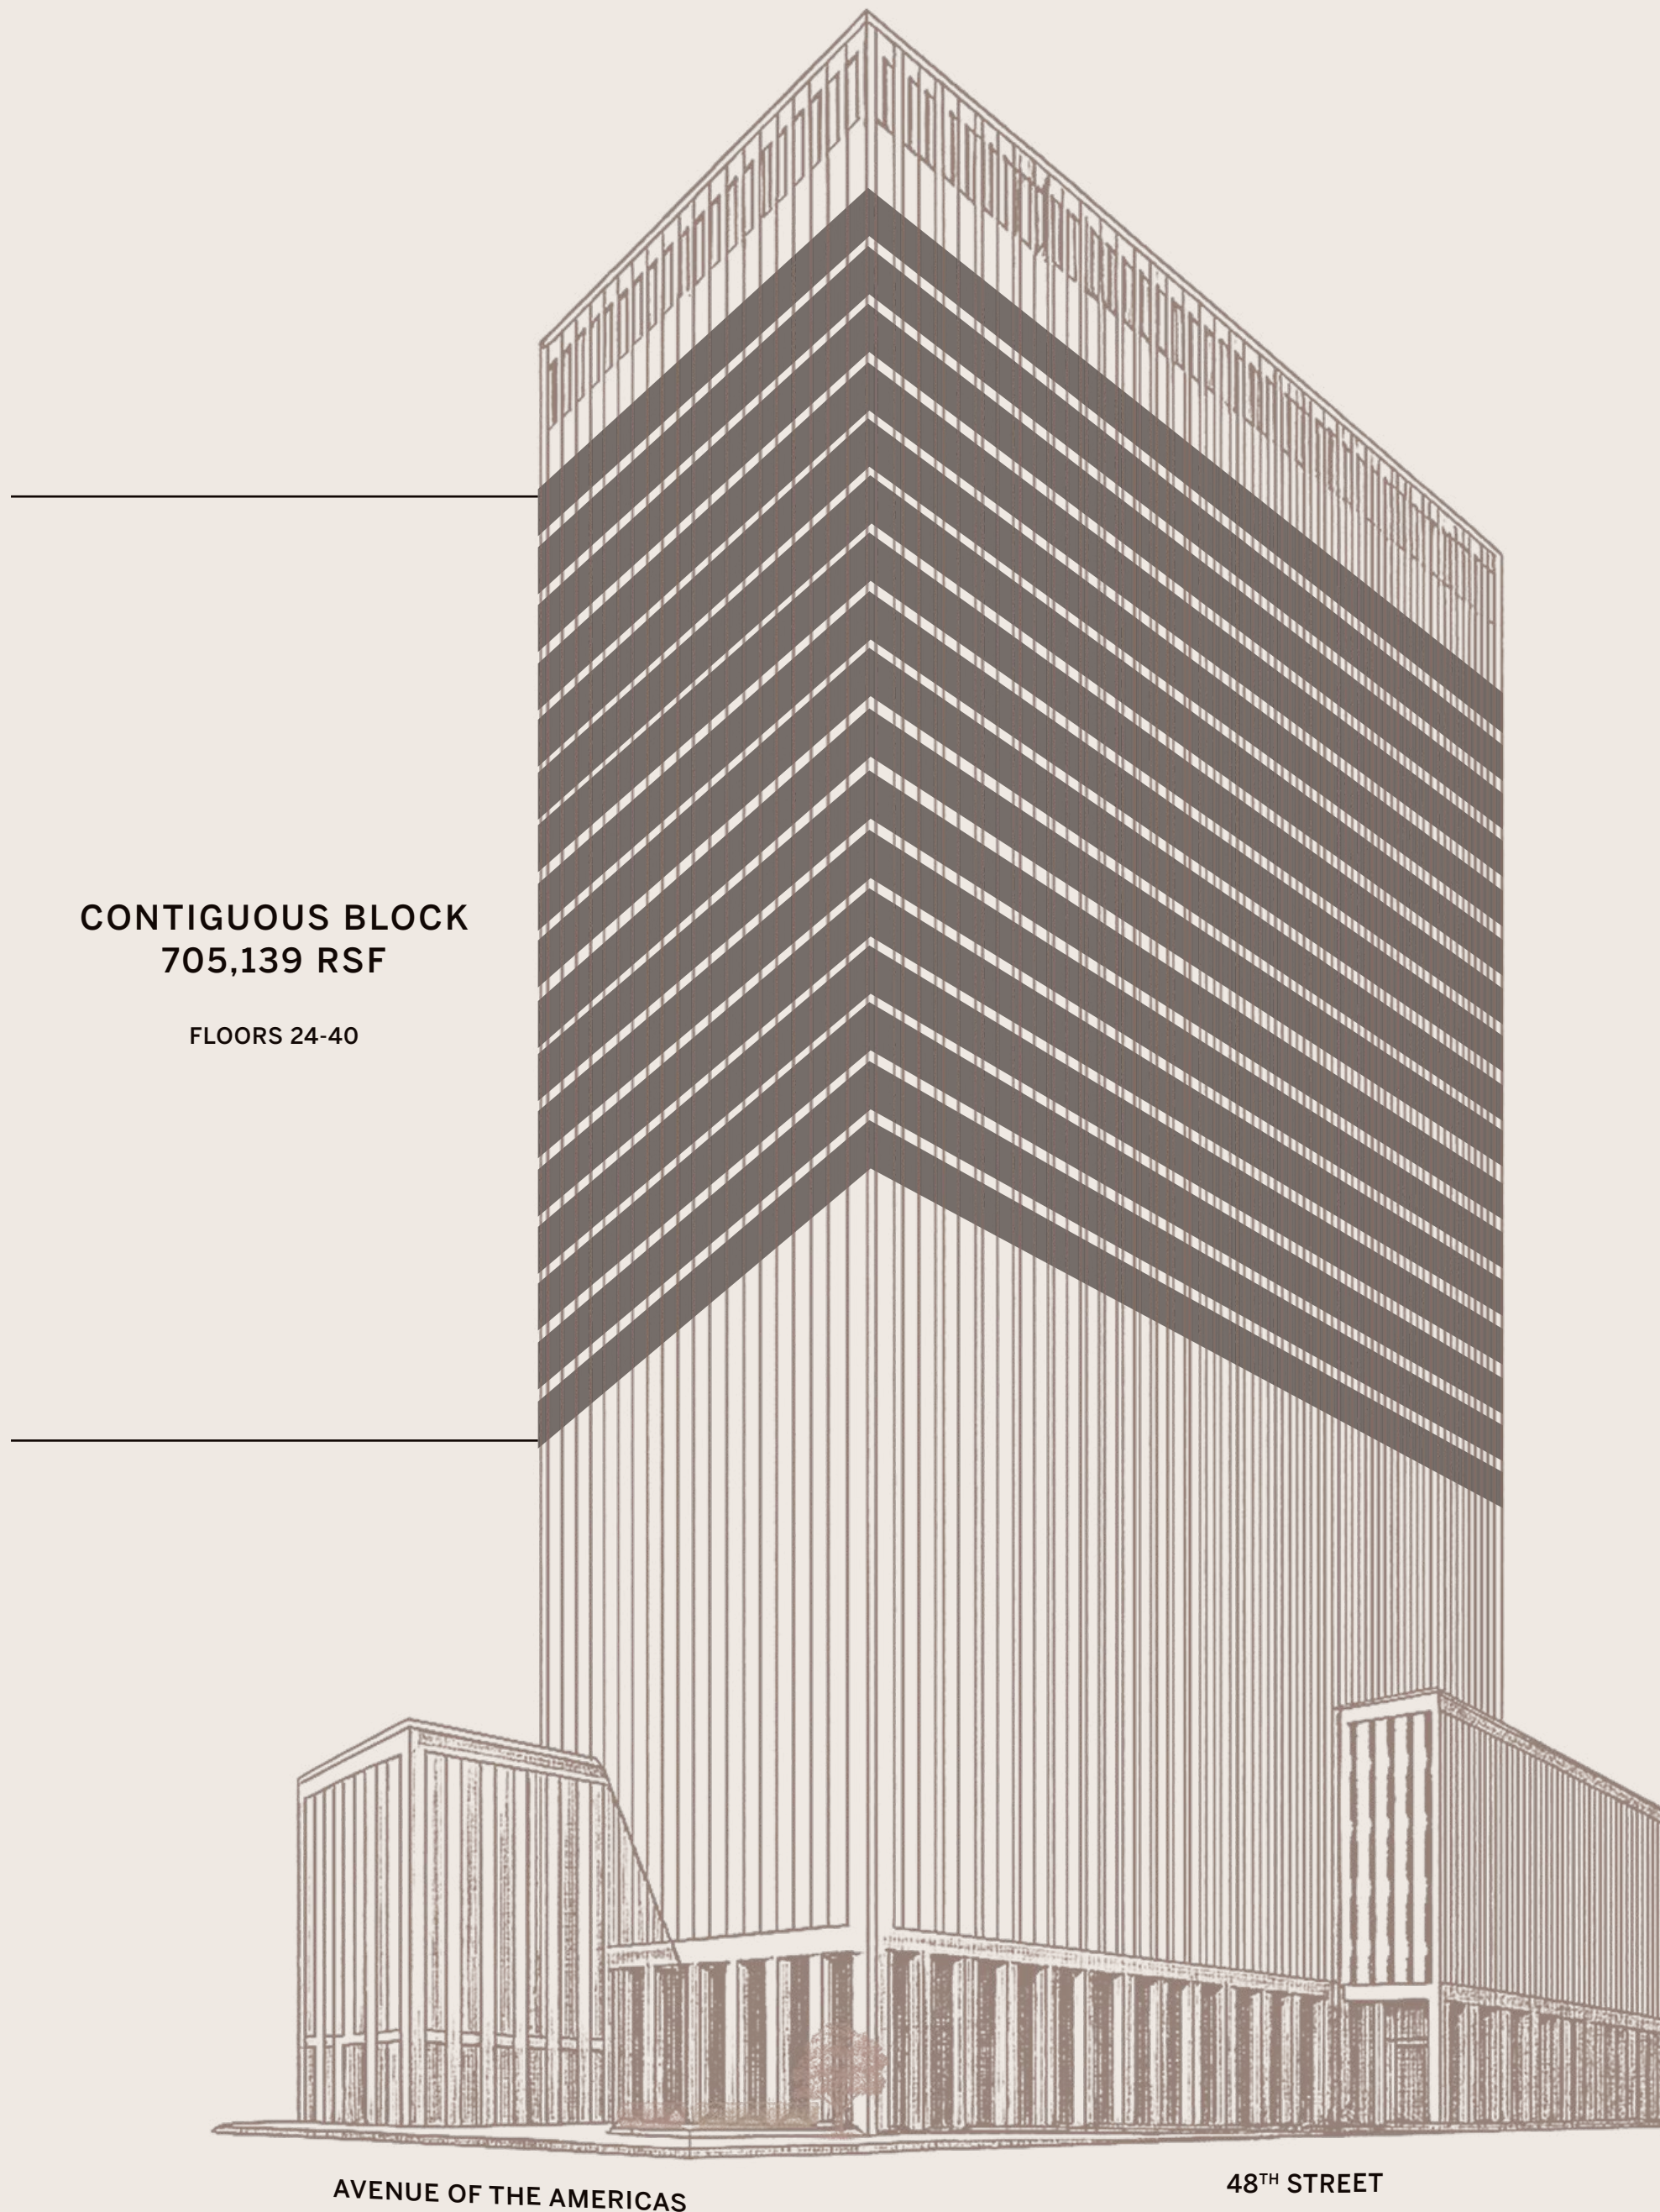 CONTIGUOUS BLOCK
705,139 RSF
FLOORS 24-40
AVENUE OF THE AMERICAS
48TH STREET